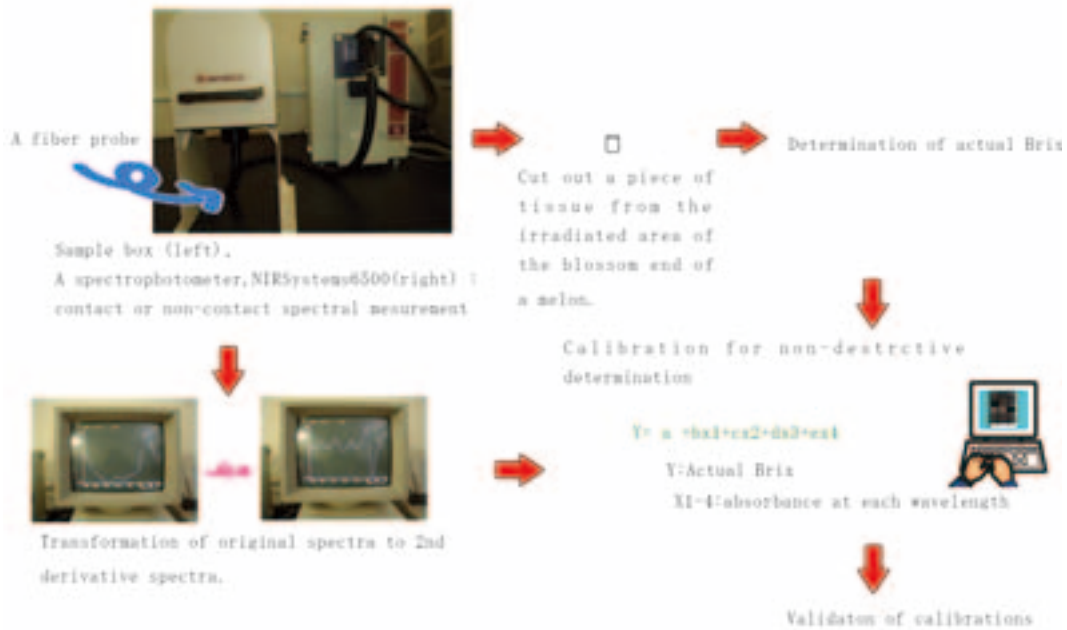 A fiber probe
Sample box (left),
A spectrophotometer,NIRSystems6500(right) :
contact or non-contact spectral mesurement
Cut out a piece of
tissue from the
irradiated area of
the blossom end of
a melon.
Determination of actual Brix
Transformation of original spectra to 2nd
derivative spectra.
Calibration for non-destrctive
determination
Y= a +bx1+cx2+dx3+ex4
Y:Actual Brix
X1-4:absorbance at each wavelength
Validaton of calibrations